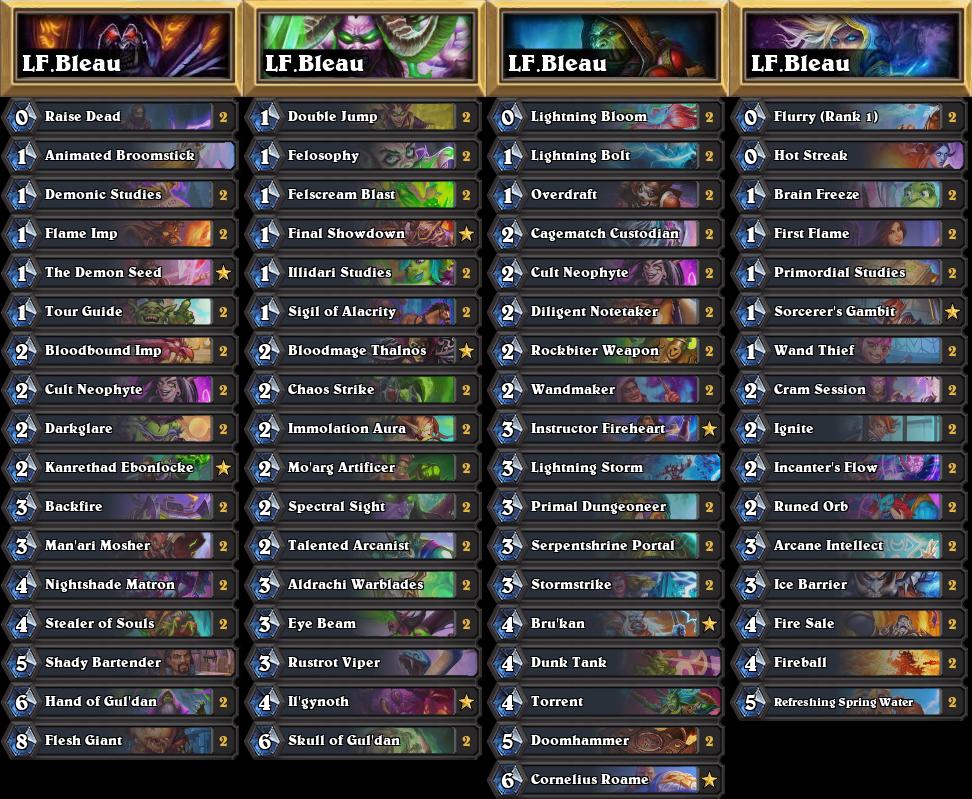 LF.Bleau
0 Raise Dead 2
1 Animated Broomstick
1 Demonic Studies 2
1 Flame Imp 2
1 The Demon Seed
1 Tour Guide 2
2 Bloodbound Imp 2
2 Cult Neophyte 2
2 Darkglare 2
2 Kanrethad Ebonlocke
3 Backfire 2
3 Man'ari Mosher 2
4 Nightshade Matron 2
4 Stealer of Souls 2
5 Shady Bartender
6 Hand of Gul'dan 2
8 Flesh Giant 2
LF.Bleau
1 Double Jump 2
1 Felosophy 2
1 Felscream Blast 2
1 Final Showdown
1 Illidari Studies 2
1 Sigil of Alacrity 2
2 Bloodmage Thalnos
2 Chaos Strike 2
2 Immolation Aura 2
2 Mo'arg Artificer 2
2 Spectral Sight 2
2 Talented Arcanist 2
3 Aldrachi Warblades 2
3 Eye Beam 2
3 Rustrot Viper
4 Il'gynoth
6 Skull of Gul'dan 2
LF.Bleau
0 Lightning Bloom 2
1 Lightning Bolt 2
1 Overdraft 2
2 Cagematch Custodian 2
2 Cult Neophyte 2
2 Diligent Notetaker 2
2 Rockbiter Weapon 2
2 Wandmaker 2
3 Instructor Fireheart
3 Lightning Storm
3 Primal Dungeoneer 2
3 Serpentshrine Portal 2
3 Stormstrike 2
4 Bru'kan
4 Dunk Tank
4 Torrent
5 Doomhammer 2
6 Cornelius Roame
LF.Bleau
0 Flurry (Rank 1) 2
0 Hot Streak
1 Brain Freeze 2
1 First Flame 2
1 Primordial Studies 2
1 Sorcerer's Gambit
1 Wand Thief 2
2 Cram Session 2
2 Ignite 2
2 Incanter's Flow 2
2 Runed Orb 2
3 Arcane Intellect 2
3 Ice Barrier 2
4 Fire Sale 2
4 Fireball 2
5 Refreshing Spring Water 2